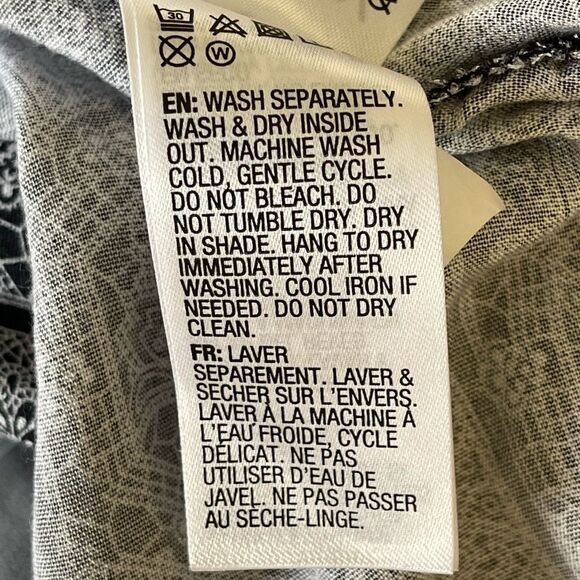 30
W
EN: WASH SEPARATELY.
WASH & DRY INSIDE
OUT. MACHINE WASH
COLD, GENTLE CYCLE.
DO NOT BLEACH. DO
NOT TUMBLE DRY. DRY
IN SHADE. HANG TO DRY
IMMEDIATELY AFTER
WASHING. COOL IRON IF
NEEDED. DO NOT DRY
CLEAN.
FR: LAVER
SEPAREMENT. LAVER &
SECHER SUR L'ENVERS.
LAVER À LA MACHINE À
L'EAU FROIDE, CYCLE
DELICAT. NE PAS
UTILISER D'EAU DE
JAVEL. NE PAS PASSER
AU SECHE-LINGE.